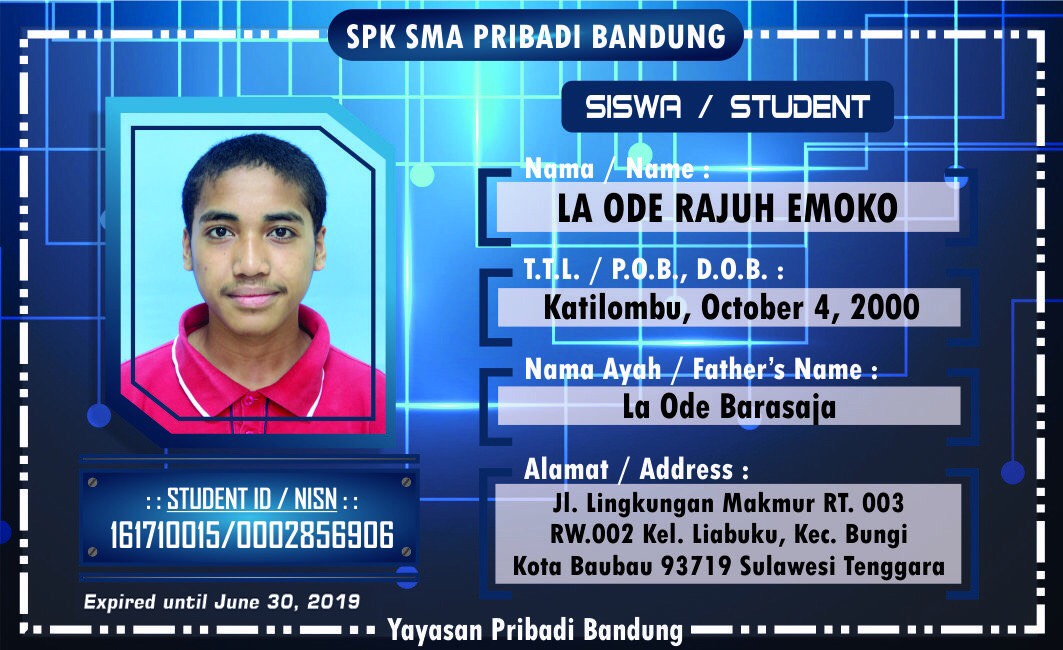 SPK SMA PRIBADI BANDUNG
SISWA / STUDENT
Nama / Name :
LA ODE RAJUH EMOKO
T.T.L. / P.O.B., D.O.B. :
Katilombu, October 4, 2000
Nama Ayah / Father's Name :
La Ode Barasaja
Alamat / Address :
Jl. Lingkungan Makmur RT. 003
RW.002 Kel. Liabuku, Kec. Bungi
Kota Baubau 93719 Sulawesi Tenggara
:: STUDENT ID / NISN ::
161710015/0002856906
Expired until June 30, 2019
Yayasan Pribadi Bandung